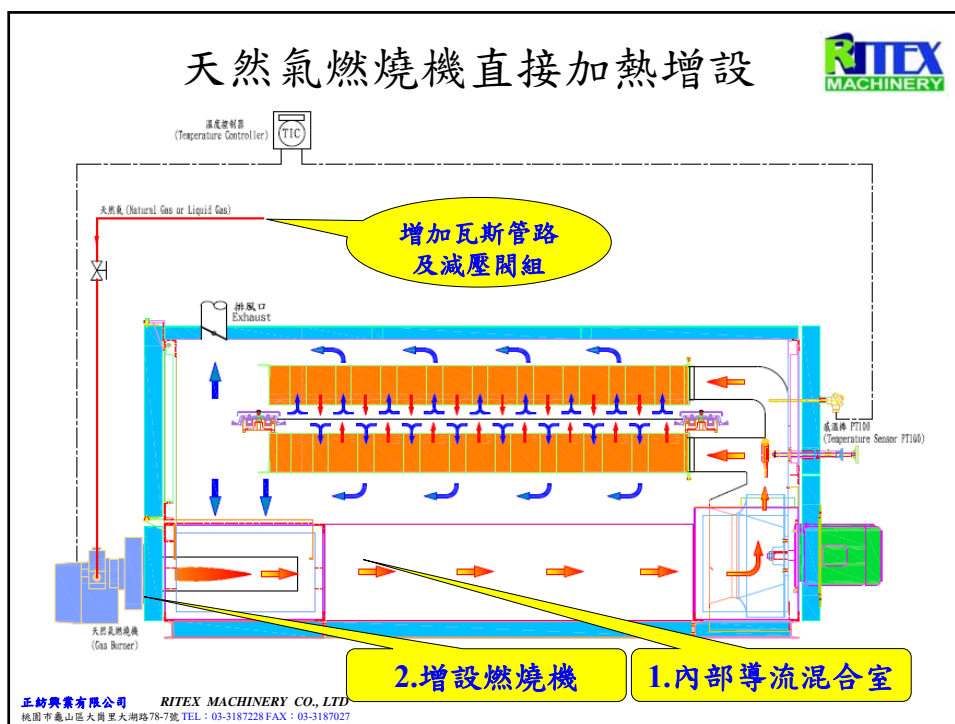 天然氣燃燒機直接加熱增設
RITEX
MACHINERY
溫度控制器
(Temperature Controller)
TIC
天然氣 (Natural Gas or Liquid Gas)
增加瓦斯管路
及減壓閥組
排風口
Exhaust
感溫棒 PT100
(Temperature Sensor PT100)
天然氣燃燒機
(Gas Burner)
2.增設燃燒機
1.內部導流混合室
正紡興業有限公司 RITEX MACHINERY CO., LTD
桃園市龜山區大崗里大湖路78-7號 TEL：03-3187228 FAX：03-3187027